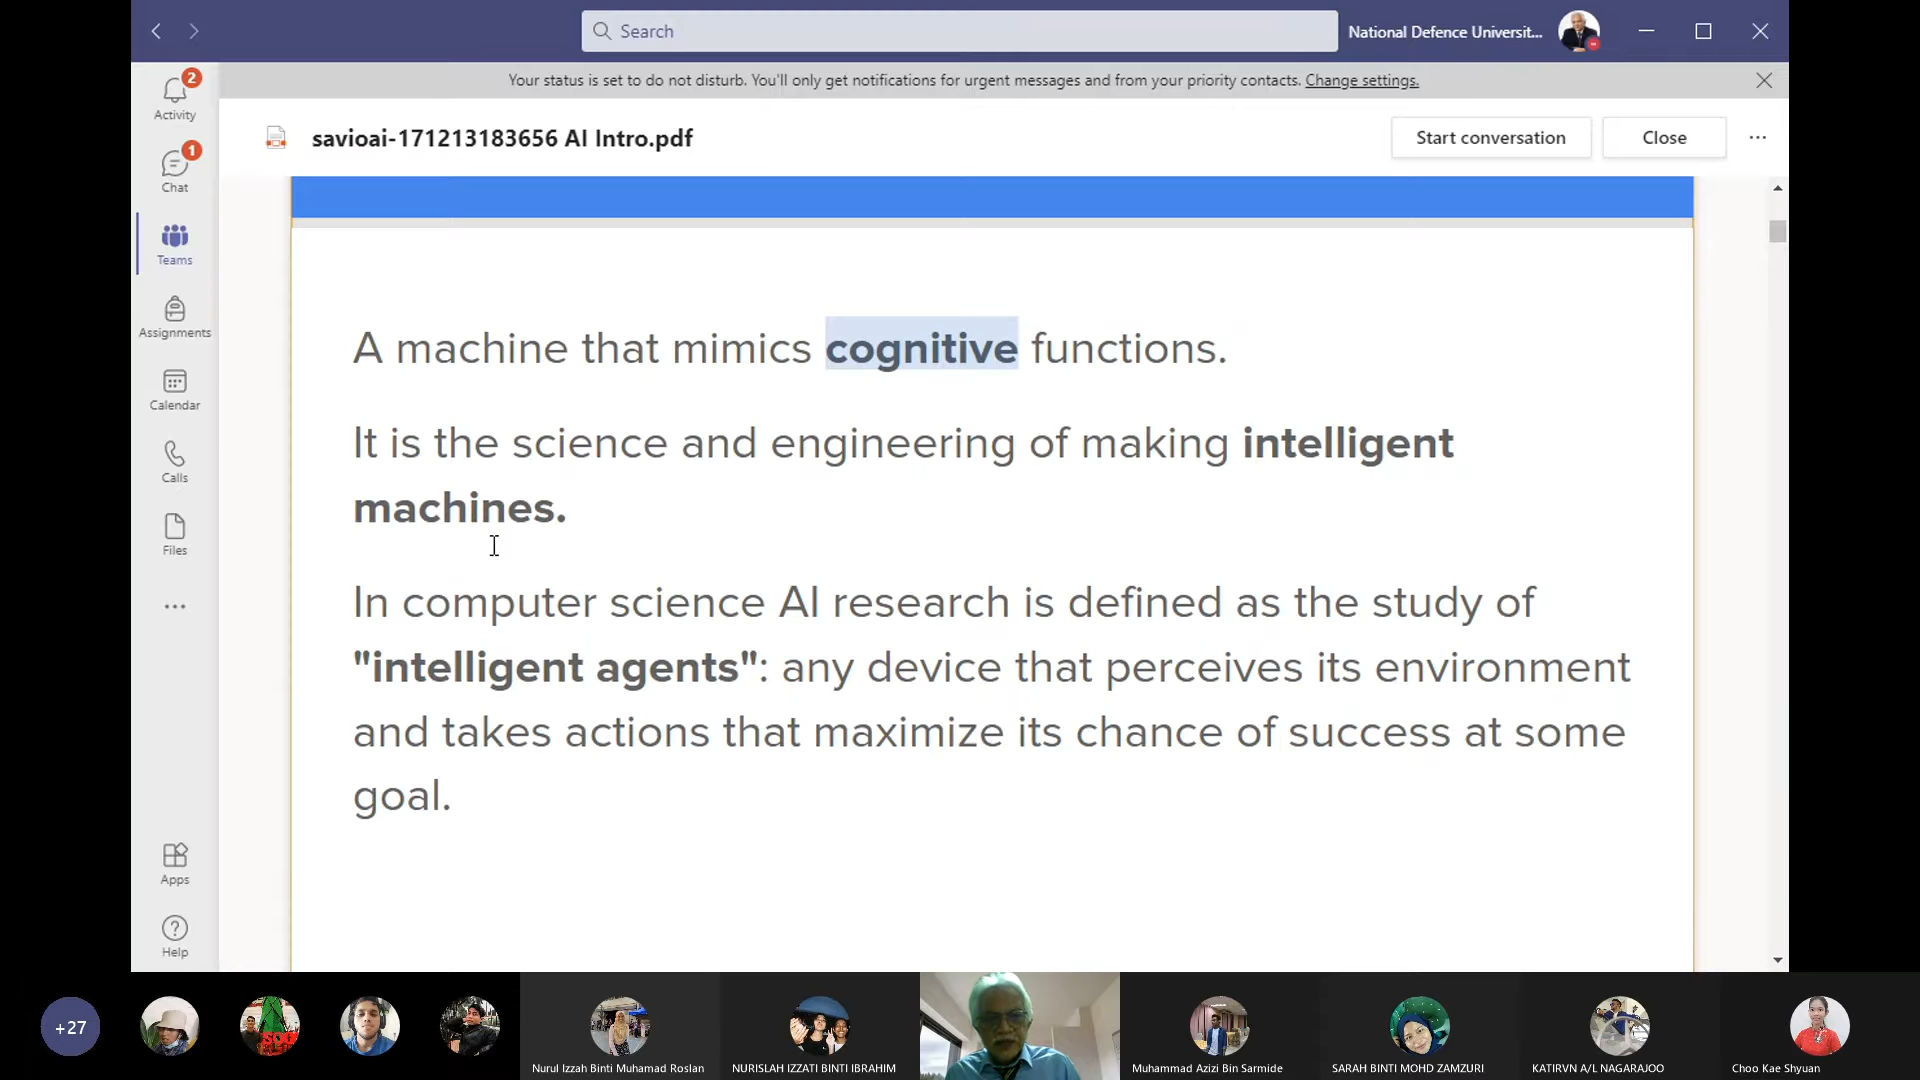 Search
National Defence Universit...
Your status is set to do not disturb. You'll only get notifications for urgent messages and from your priority contacts. Change settings.
2
Activity
1
Chat
Teams
Assignments
Calendar
Calls
Files
Apps
Help
savioai-171213183656 AI Intro.pdf
Start conversation
Close
A machine that mimics cognitive functions.
It is the science and engineering of making intelligent
machines.
In computer science AI research is defined as the study of
"intelligent agents": any device that perceives its environment
and takes actions that maximize its chance of success at some
goal.
+27
Nurul Izzah Binti Muhamad Roslan
NURISLAH IZZATI BINTI IBRAHIM
Muhammad Azizi Bin Sarmide
SARAH BINTI MOHD ZAMZURI
KATIRVN A/L NAGARAJOO
Choo Kae Shyuan